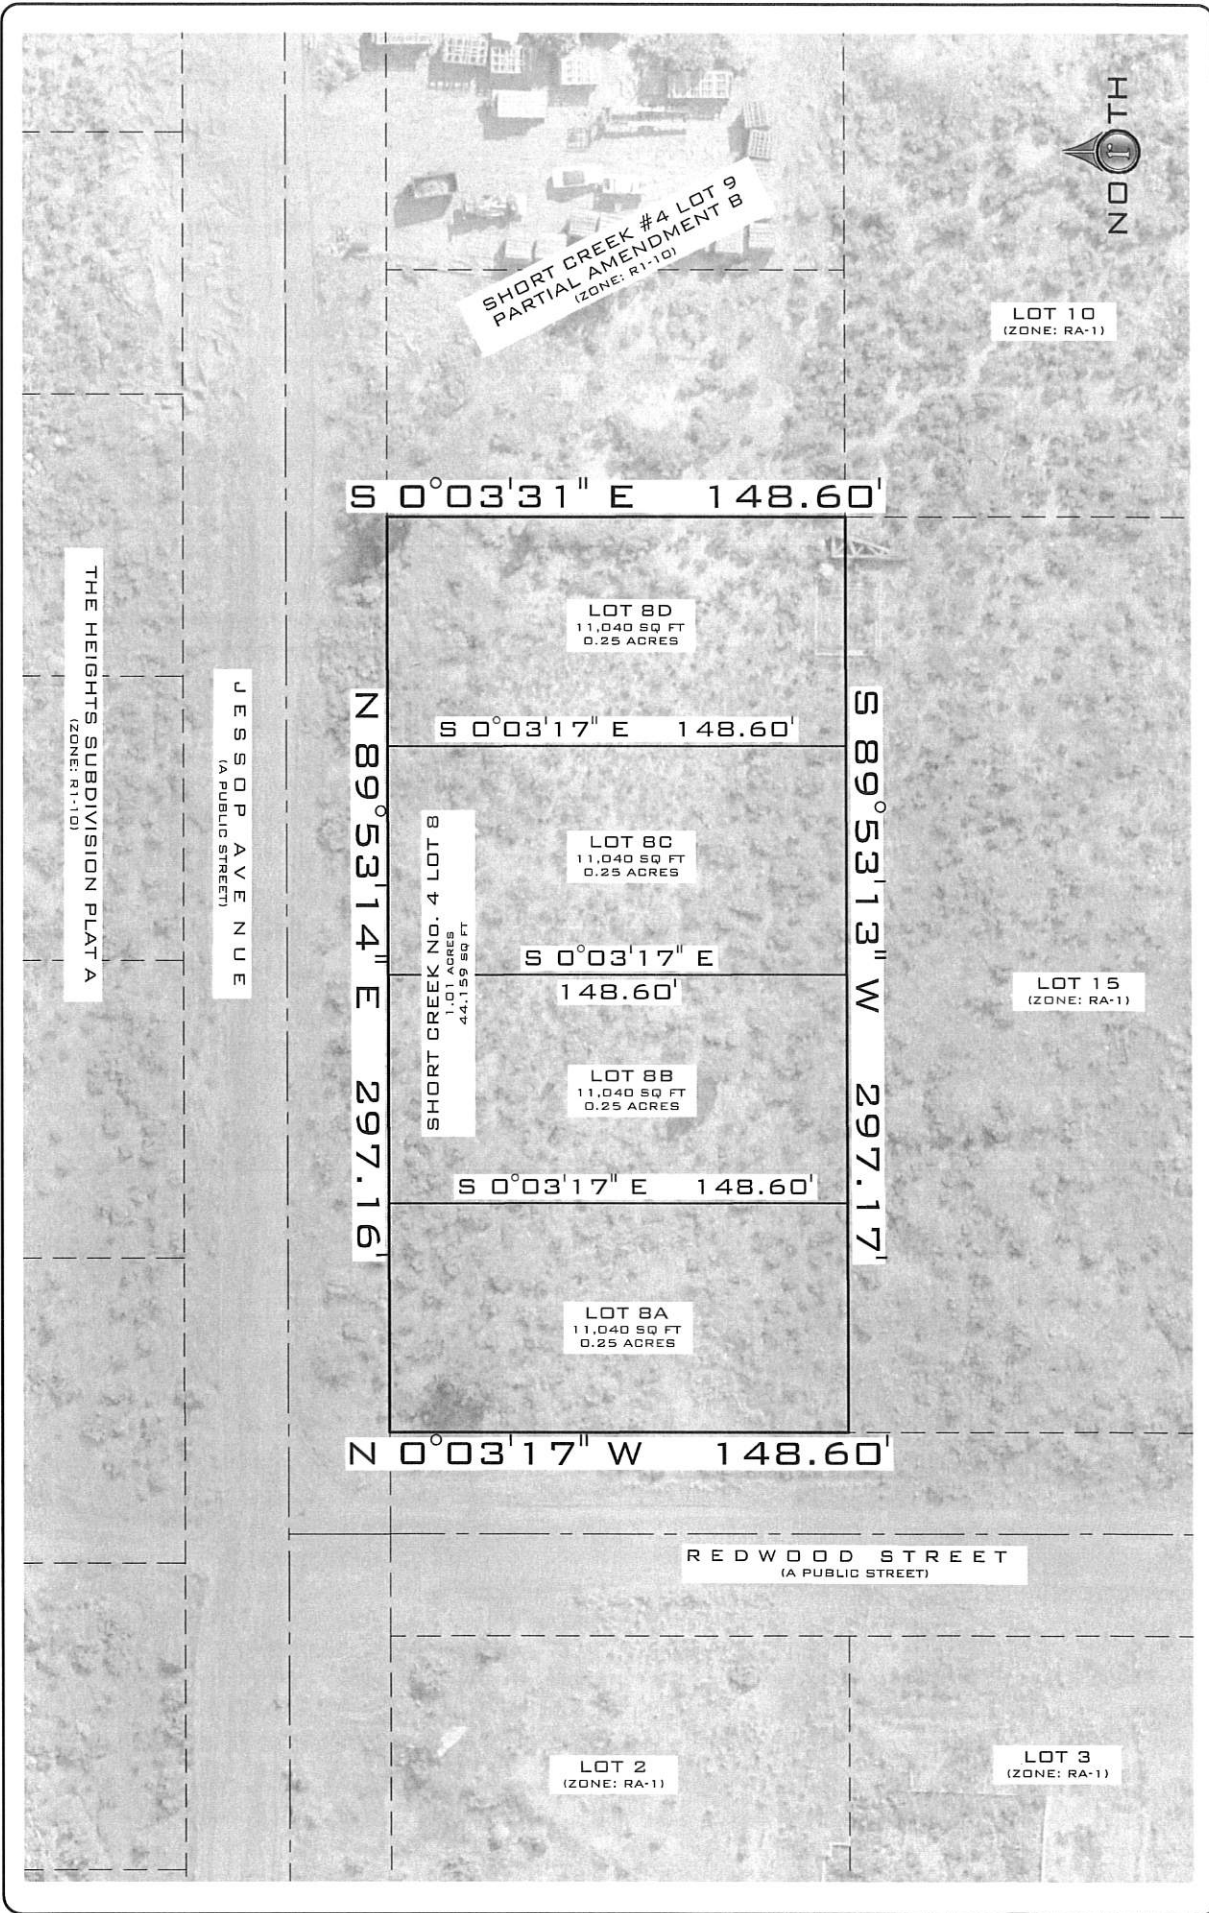 NORTH
SHORT CREEK #4 LOT 9
PARTIAL AMENDMENT B
(ZONE: R1-10)
LOT 10
(ZONE: RA-1)
S 0°03'31" E 148.60'
LOT 8D
11,040 SQ FT
0.25 ACRES
THE HEIGHTS SUBDIVISION PLAT A
(ZONE: R1-10)
JESSOP AVE NUE
(A PUBLIC STREET)
N 89°53'14" E 297.16'
S 89°53'13" W 297.17'
S 0°03'17" E 148.60'
SHORT CREEK No. 4 LOT 8
1.01 ACRES
44,159 SQ FT
LOT 8C
11,040 SQ FT
0.25 ACRES
S 0°03'17" E
148.60'
LOT 15
(ZONE: RA-1)
LOT 8B
11,040 SQ FT
0.25 ACRES
S 0°03'17" E 148.60'
LOT 8A
11,040 SQ FT
0.25 ACRES
N 0°03'17" W 148.60'
REDWOOD STREET
(A PUBLIC STREET)
LOT 2
(ZONE: RA-1)
LOT 3
(ZONE: RA-1)